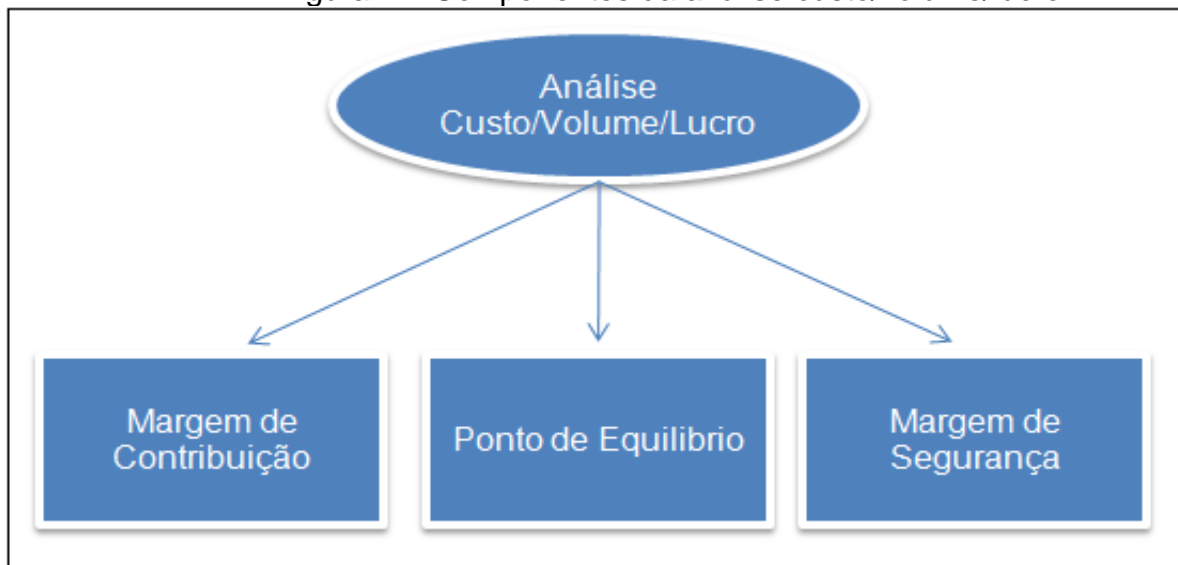 Análise
Custo/Volume/Lucro
Margem de
Contribuição
Ponto de Equilibrio
Margem de
Segurança